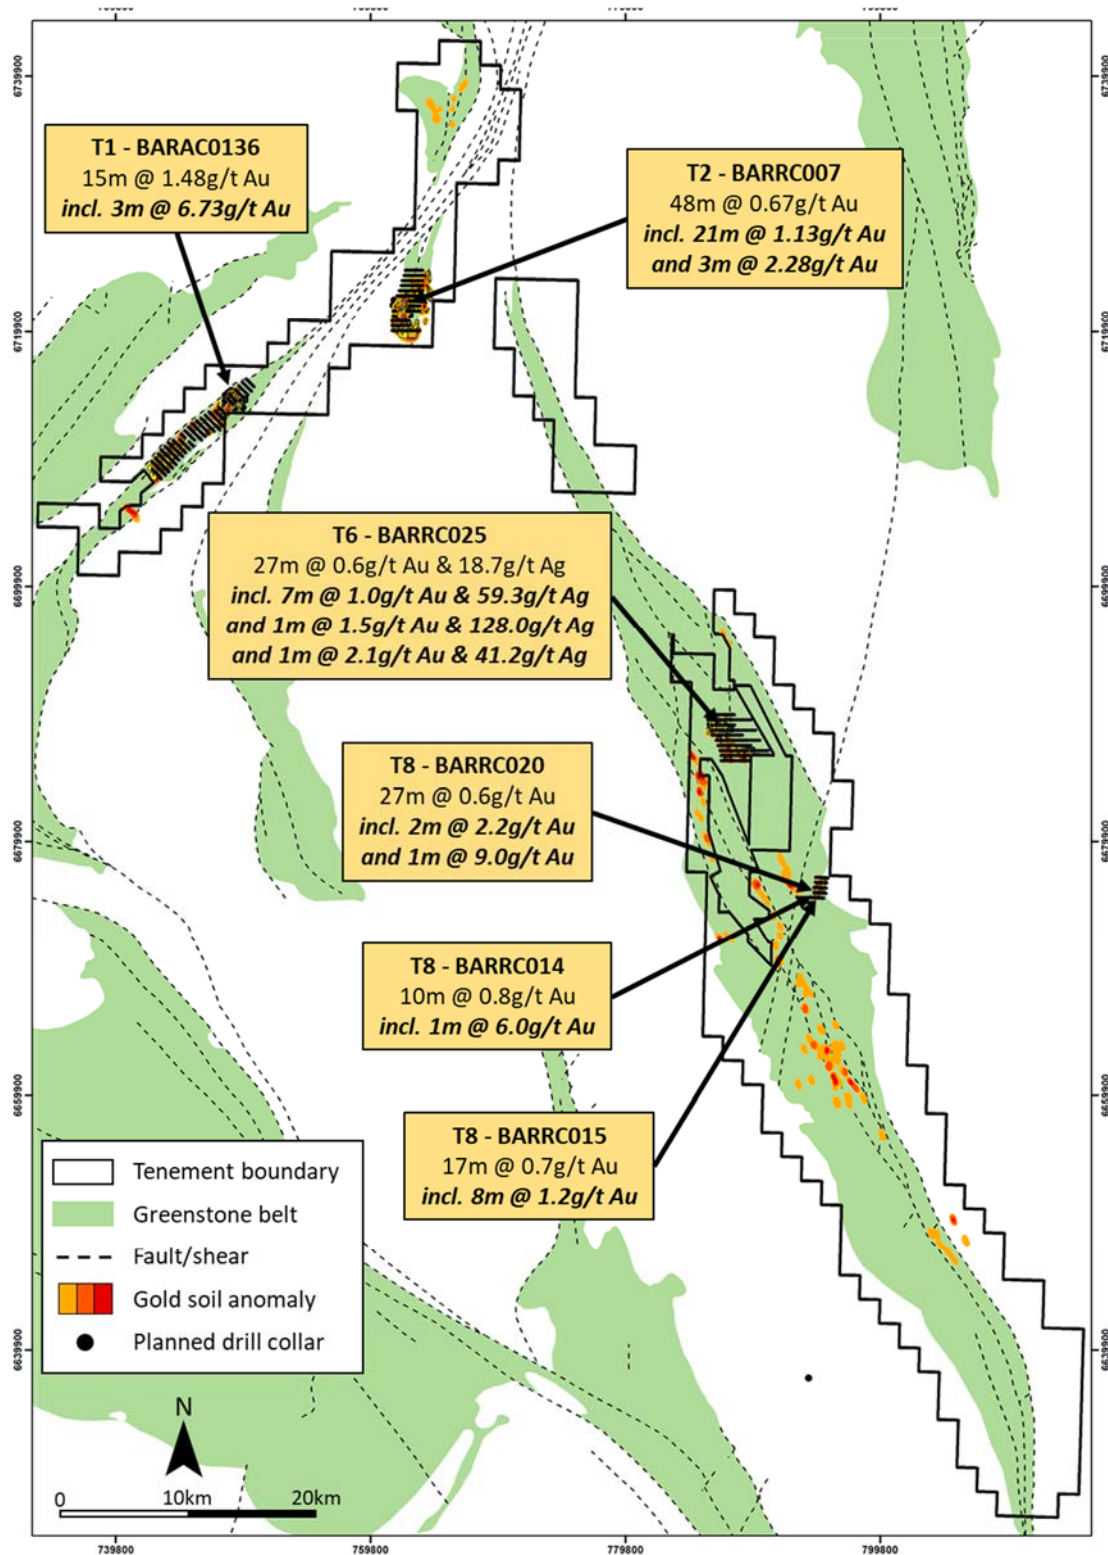 6739900
6739900
T1 - BARAC0136
15m @ 1.48g/t Au
incl. 3m @ 6.73g/t Au
T2 - BARRC007
48m @ 0.67g/t Au
incl. 21m @ 1.13g/t Au
and 3m @ 2.28g/t Au
6719900
6719900
T6 - BARRC025
27m @ 0.6g/t Au & 18.7g/t Ag
incl. 7m @ 1.0g/t Au & 59.3g/t Ag
and 1m @ 1.5g/t Au & 128.0g/t Ag
and 1m @ 2.1g/t Au & 41.2g/t Ag
6699900
6699900
T8 - BARRC020
27m @ 0.6g/t Au
incl. 2m @ 2.2g/t Au
and 1m @ 9.0g/t Au
6679900
6679900
T8 - BARRC014
10m @ 0.8g/t Au
incl. 1m @ 6.0g/t Au
6659900
6659900
T8 - BARRC015
17m @ 0.7g/t Au
incl. 8m @ 1.2g/t Au
Tenement boundary
Greenstone belt
Fault/shear
Gold soil anomaly
Planned drill collar
6639900
6639900
N
0 10km 20km
739800 759800 779800 799800